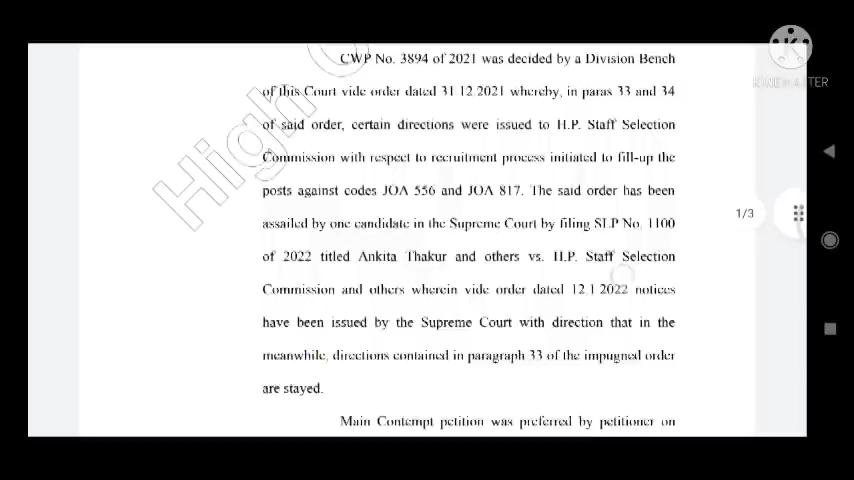 CWP No. 3894 of 2021 was decided by a Division Bench
of this Court vide order dated 31.12.2021 whereby, in paras 33 and 34
of said order, certain directions were issued to H.P. Staff Selection
Commission with respect to recruitment process initiated to fill-up the
posts against codes JOA 556 and JOA 817. The said order has been
assailed by one candidate in the Supreme Court by filing SLP No. 1100
of 2022 titled Ankita Thakur and others vs. H.P. Staff Selection
Commission and others wherein vide order dated 12.1.2022 notices
have been issued by the Supreme Court with direction that in the
meanwhile, directions contained in paragraph 33 of the impugned order
are stayed.
Main Contempt petition was preferred by petitioner on
High C
KINEMASTER
1/3